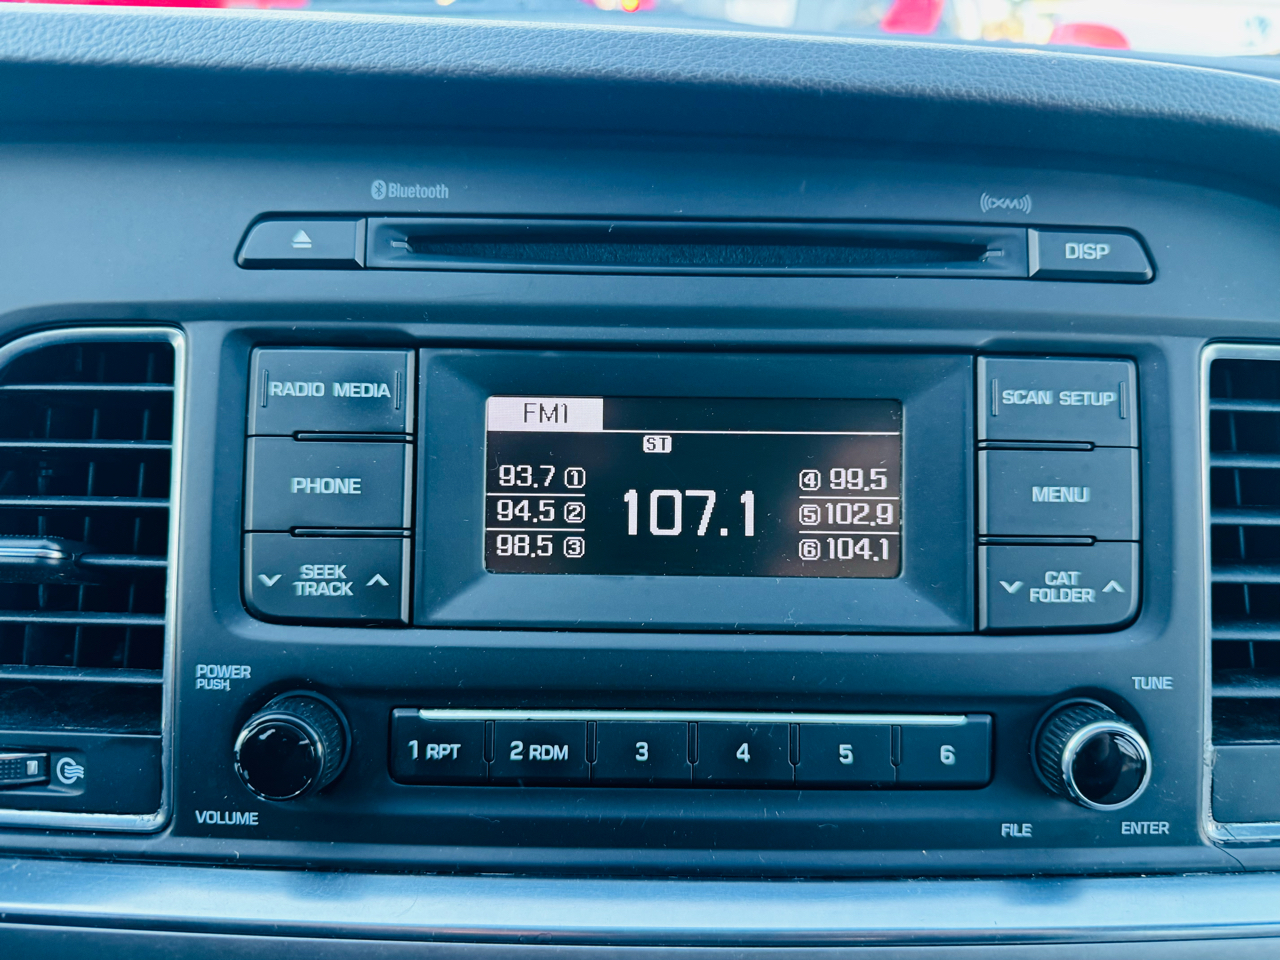 Bluetooth
((XM))
DISP
RADIO MEDIA
PHONE
SEEK
TRACK
FM1
ST
93.7 1
94.5 2
98.5 3
107.1
4 99.5
5 102.9
6 104.1
SCAN SETUP
MENU
CAT
FOLDER
POWER
PUSH
VOLUME
1 RPT
2 RDM
3
4
5
6
TUNE
FILE
ENTER